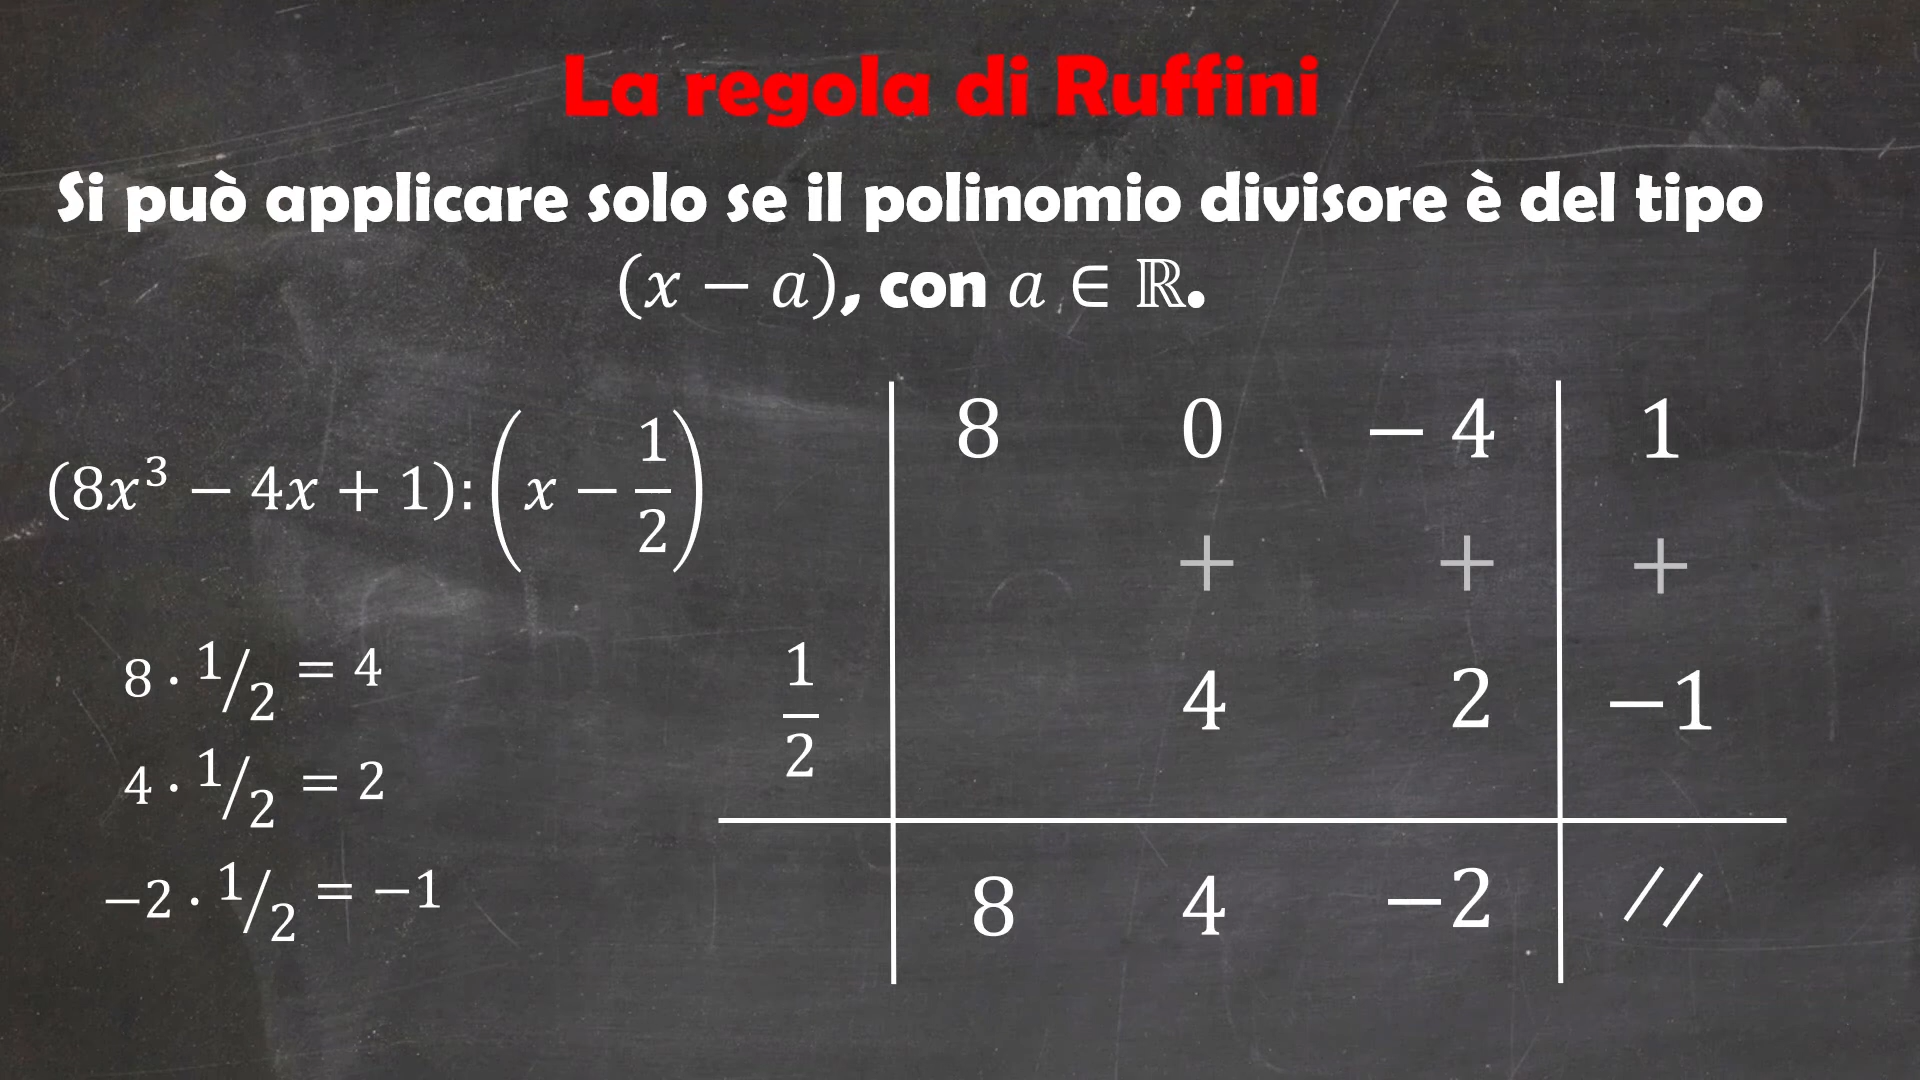 La regola di Ruffini
Si può applicare solo se il polinomio divisore è del tipo
(𝑥 − 𝑎), con 𝑎 ∈ ℝ.
(8𝑥³ − 4𝑥 + 1): (𝑥 − 1/2)
8 0 − 4 1
+ + +
1/2 4 2 −1
8 4 −2 //
8 · 1/2 = 4
4 · 1/2 = 2
−2 · 1/2 = −1